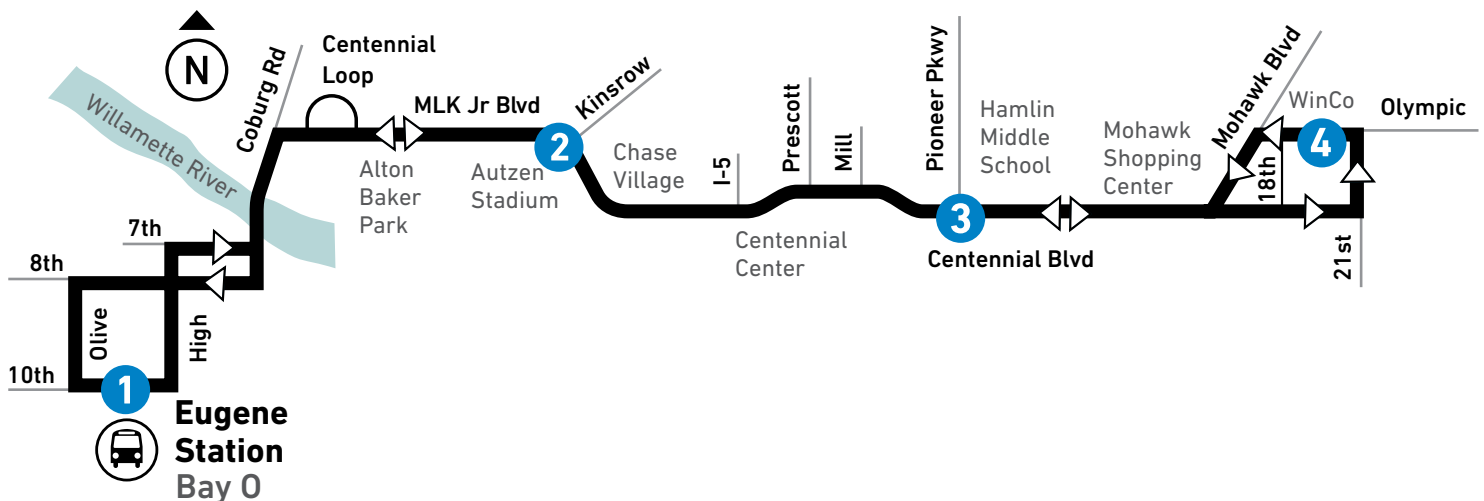 N
Willamette River
Coburg Rd
Centennial
Loop
MLK Jr Blvd
Kinsrow
Alton
Baker
Park
Autzen
Stadium
2
Chase
Village
I-5
Prescott
Mill
Centennial
Center
Pioneer Pkwy
3
Centennial Blvd
Hamlin
Middle
School
Mohawk
Shopping
Center
Mohawk Blvd
WinCo
4
Olympic
18th
21st
7th
8th
Olive
High
10th
1
Eugene
Station
Bay O